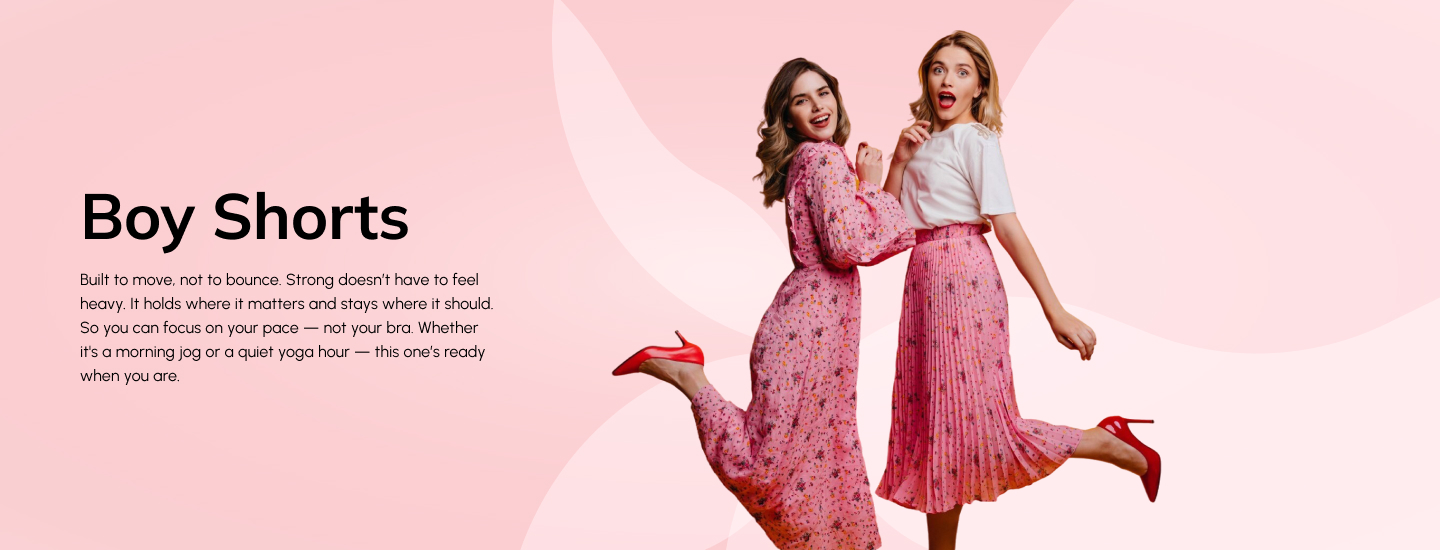 Boy Shorts
Built to move, not to bounce. Strong doesn’t have to feel
heavy. It holds where it matters and stays where it should.
So you can focus on your pace — not your bra. Whether
it's a morning jog or a quiet yoga hour — this one’s ready
when you are.